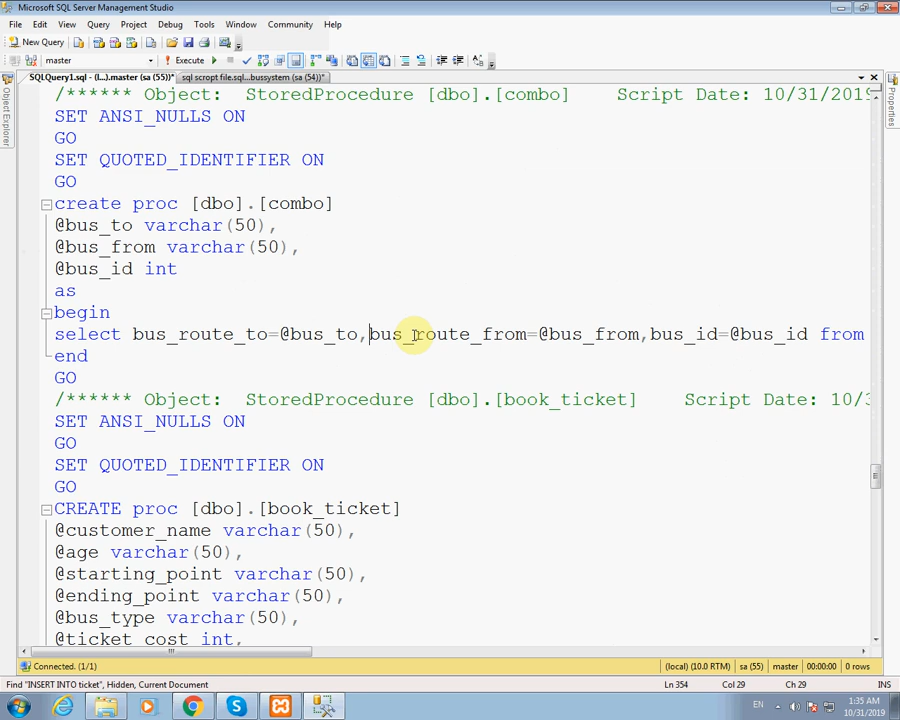 Microsoft SQL Server Management Studio
File Edit View Query Project Debug Tools Window Community Help
New Query
master Execute
SQLQuery1.sql - (l...).master (sa (55))* sql scropt file.sql...bussystem (sa (54))*
Object Explorer
Properties
/****** Object: StoredProcedure [dbo].[combo] Script Date: 10/31/2019
SET ANSI_NULLS ON
GO
SET QUOTED_IDENTIFIER ON
GO
create proc [dbo].[combo]
@bus_to varchar(50),
@bus_from varchar(50),
@bus_id int
as
begin
select bus_route_to=@bus_to,bus_route_from=@bus_from,bus_id=@bus_id from
end
GO
/****** Object: StoredProcedure [dbo].[book_ticket] Script Date: 10/3
SET ANSI_NULLS ON
GO
SET QUOTED_IDENTIFIER ON
GO
CREATE proc [dbo].[book_ticket]
@customer_name varchar(50),
@age varchar(50),
@starting_point varchar(50),
@ending_point varchar(50),
@bus_type varchar(50),
@ticket_cost int,
Connected. (1/1) (local) (10.0 RTM) sa (55) master 00:00:00 0 rows
Find "INSERT INTO ticket", Hidden, Current Document Ln 354 Col 29 Ch 29 INS
EN 1:35 AM
10/31/2019